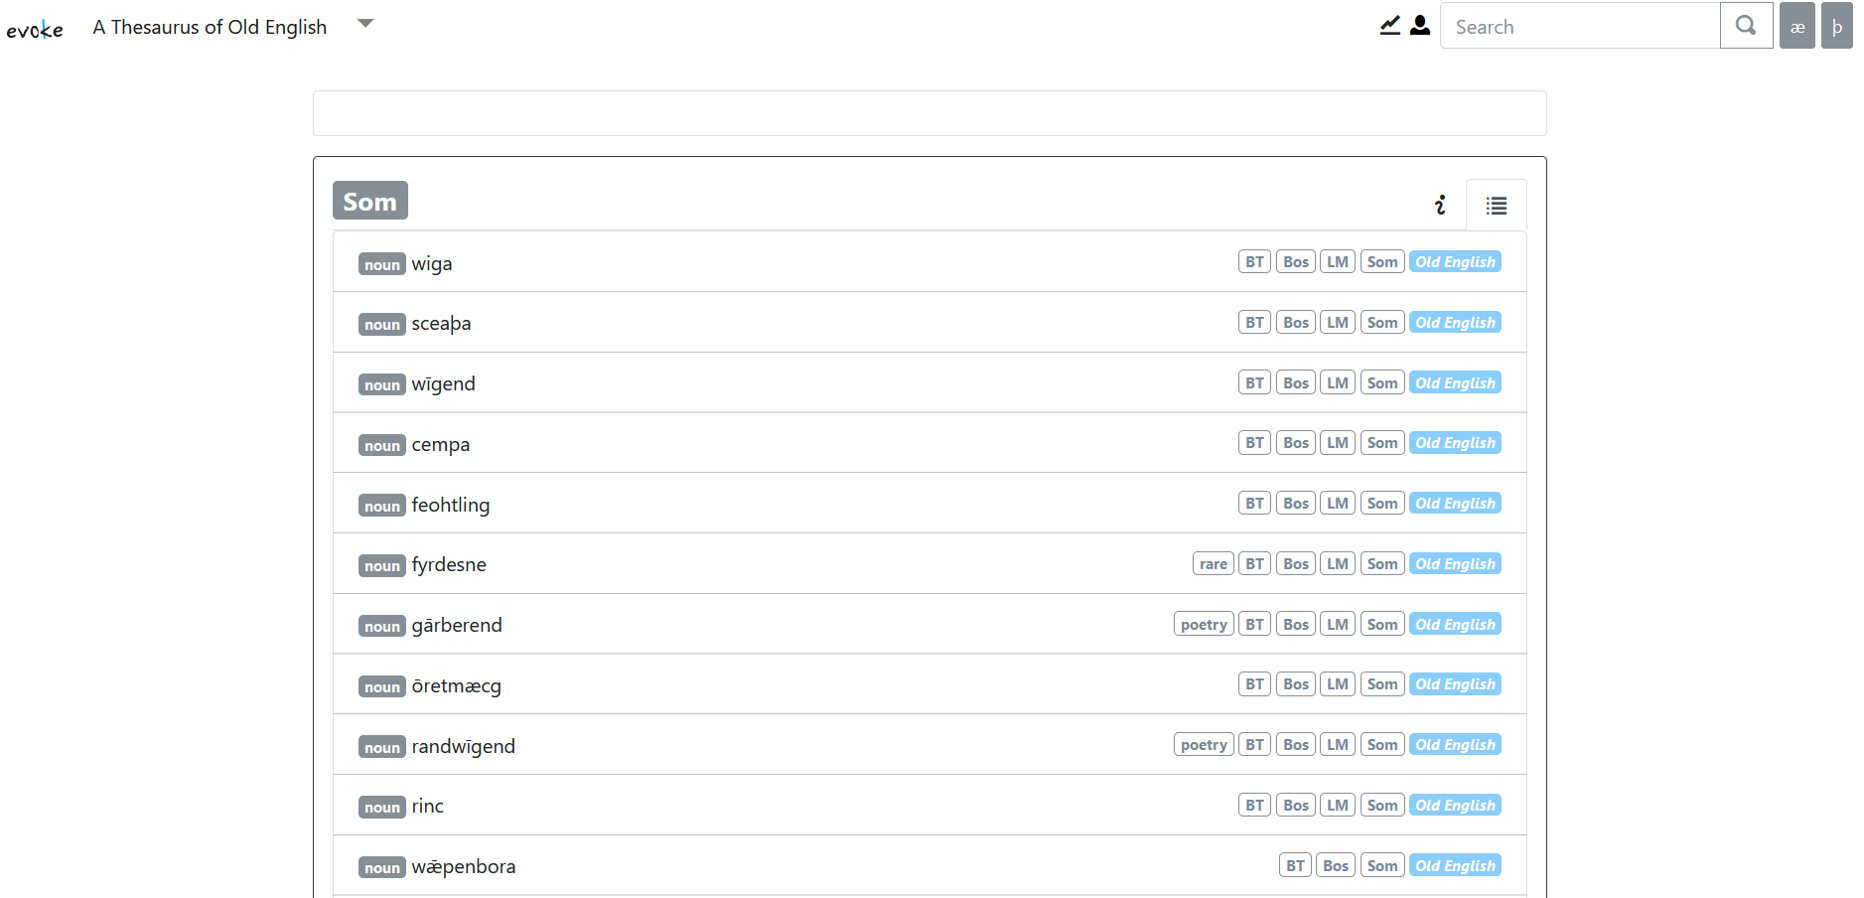 evoke A Thesaurus of Old English Search æ þ
Som i
noun wiga BT Bos LM Som Old English
noun sceaþa BT Bos LM Som Old English
noun wīgend BT Bos LM Som Old English
noun cempa BT Bos LM Som Old English
noun feohtling BT Bos LM Som Old English
noun fyrdesne rare BT Bos LM Som Old English
noun gārberend poetry BT Bos LM Som Old English
noun ōretmæcg BT Bos LM Som Old English
noun randwīgend poetry BT Bos LM Som Old English
noun rinc BT Bos LM Som Old English
noun wǣpenbora BT Bos Som Old English